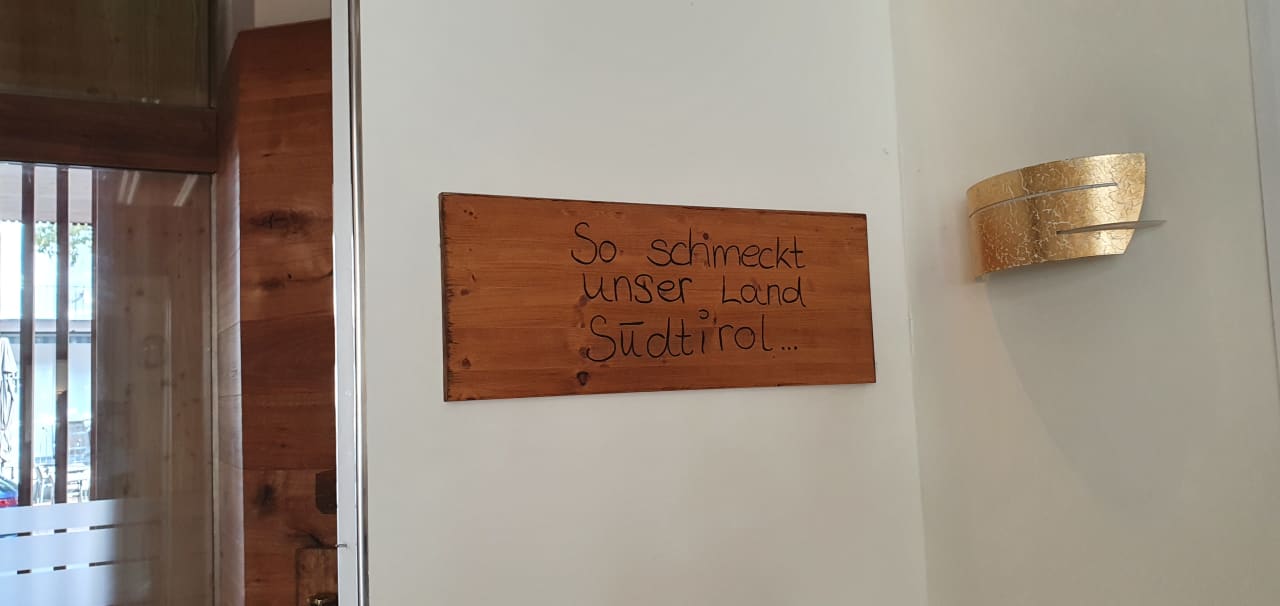 So schmeckt
unser Land
Südtirol...